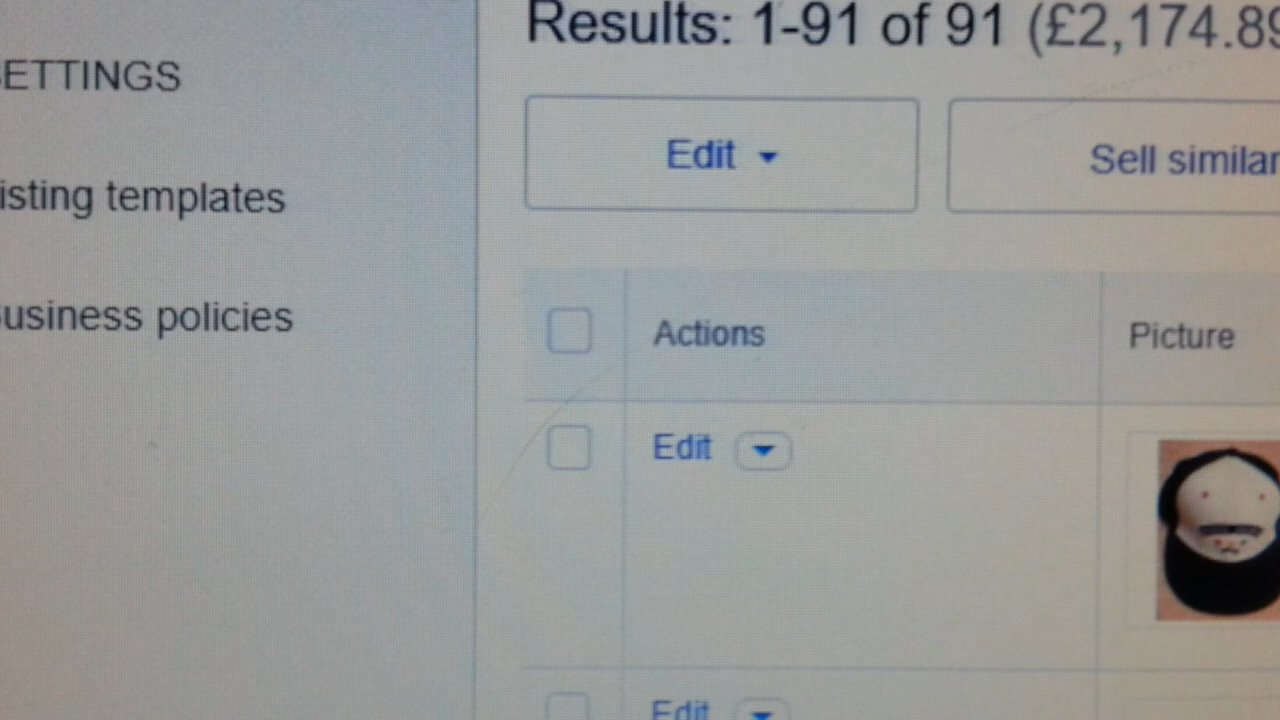 Results: 1-91 of 91 (£2,174.89
ETTINGS
Edit
Sell similar
isting templates
usiness policies
Actions
Picture
Edit
Edit